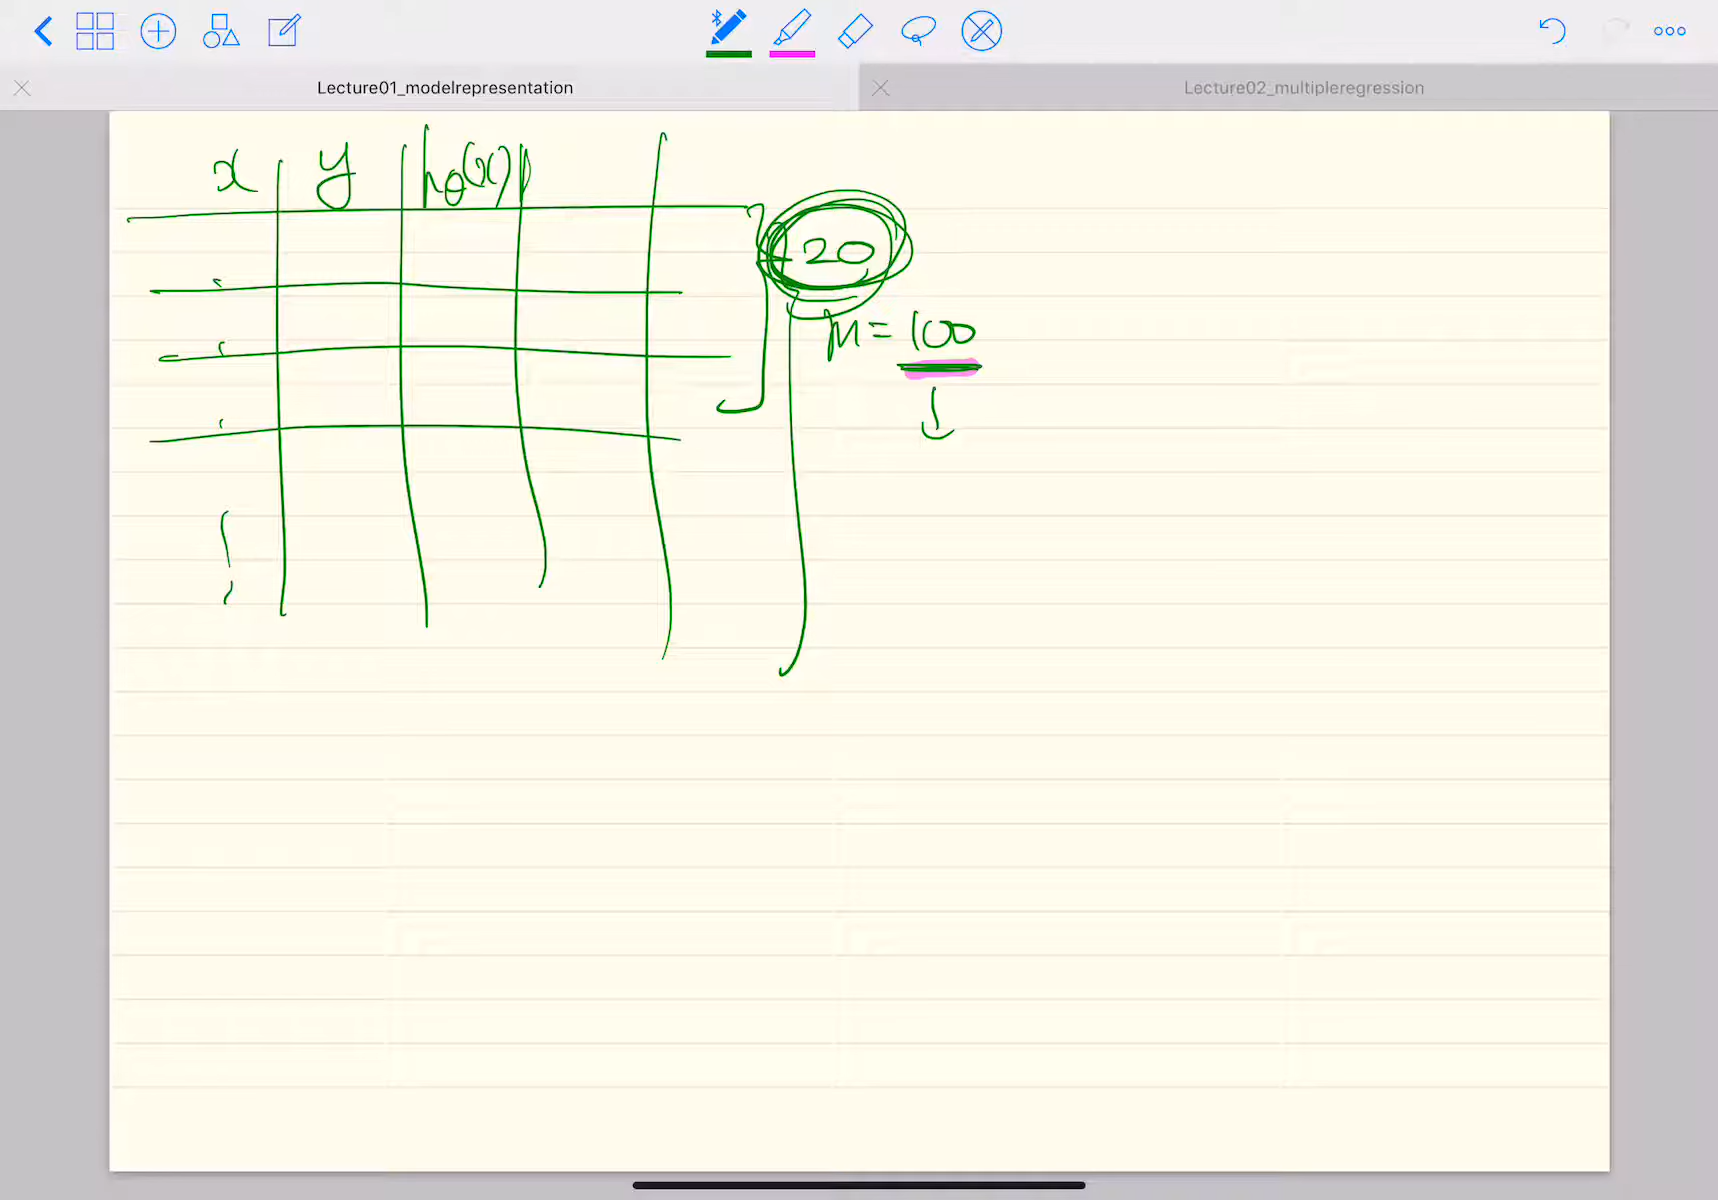 Lecture01_modelrepresentation
Lecture02_multipleregression
x y hθ(x)
20
m = 100